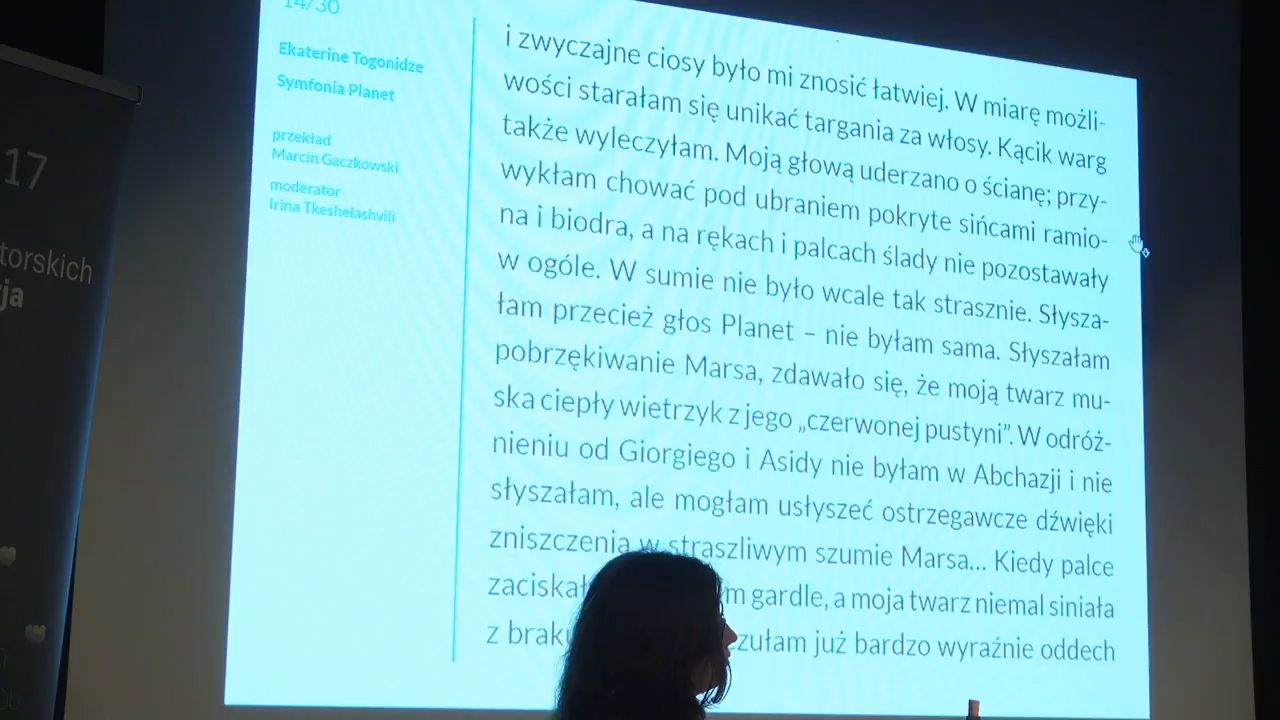 17
torskich
ja
14/30
Ekaterine Togonidze
Symfonia Planet
przekład
Marcin Gaczkowski
moderator
Irina Tkeshelashvili
i zwyczajne ciosy było mi znosić łatwiej. W miarę możli-
wości starałam się unikać targania za włosy. Kącik warg
także wyleczyłam. Moją głową uderzano o ścianę; przy-
wykłam chować pod ubraniem pokryte sińcami ramio-
na i biodra, a na rękach i palcach ślady nie pozostawały
w ogóle. W sumie nie było wcale tak strasznie. Słysza-
łam przecież głos Planet – nie byłam sama. Słyszałam
pobrzękiwanie Marsa, zdawało się, że moją twarz mu-
ska ciepły wietrzyk z jego „czerwonej pustyni”. W odróż-
nieniu od Giorgiego i Asidy nie byłam w Abchazji i nie
słyszałam, ale mogłam usłyszeć ostrzegawcze dźwięki
zniszczenia w straszliwym szumie Marsa... Kiedy palce
zaciskał m gardle, a moja twarz niemal siniała
z braku zułam już bardzo wyraźnie oddech